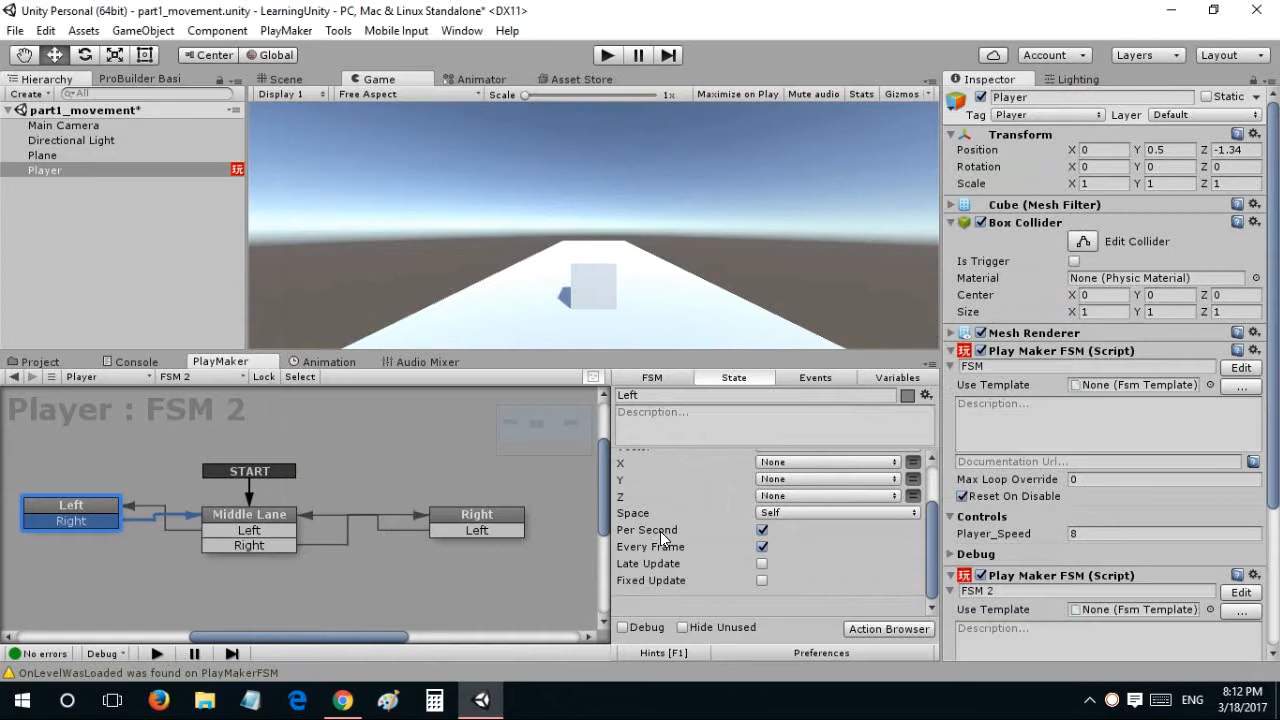 Unity Personal (64bit) - part1_movement.unity - LearningUnity - PC, Mac & Linux Standalone* <DX11>
File Edit Assets GameObject Component PlayMaker Tools Mobile Input Window Help
Center Global Account Layers Layout
Hierarchy ProBuilder Basi Scene Game Animator Asset Store Inspector Lighting
Create All Display 1 Free Aspect Scale 1x Maximize on Play Mute audio Stats Gizmos Player Static
part1_movement*
Tag Player Layer Default
Main Camera
Transform
Directional Light
Position X 0 Y 0.5 Z -1.34
Plane
Rotation X 0 Y 0 Z 0
Player 玩
Scale X 1 Y 1 Z 1
Cube (Mesh Filter)
Box Collider
Edit Collider
Is Trigger
Material None (Physic Material)
Center X 0 Y 0 Z 0
Size X 1 Y 1 Z 1
Mesh Renderer
玩 Play Maker FSM (Script)
FSM Edit
Use Template None (Fsm Template) ...
Description...
Documentation Url...
Max Loop Override 0
Reset On Disable
Controls
Player_Speed 8
Debug
玩 Play Maker FSM (Script)
FSM 2 Edit
Use Template None (Fsm Template) ...
Description...
Project Console PlayMaker Animation Audio Mixer
Player FSM 2 Lock Select FSM State Events Variables
Player : FSM 2
START
Left
Right
Middle Lane
Left
Right
Right
Left
Left
Description...
X None
Y None
Z None
Space Self
Per Second
Every Frame
Late Update
Fixed Update
Debug Hide Unused Action Browser
No errors Debug Hints [F1] Preferences
OnLevelWasLoaded was found on PlayMakerFSM
ENG
8:12 PM
3/18/2017